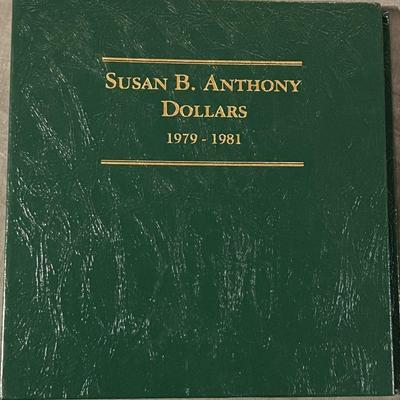 SUSAN B. ANTHONY
DOLLARS
1979 - 1981